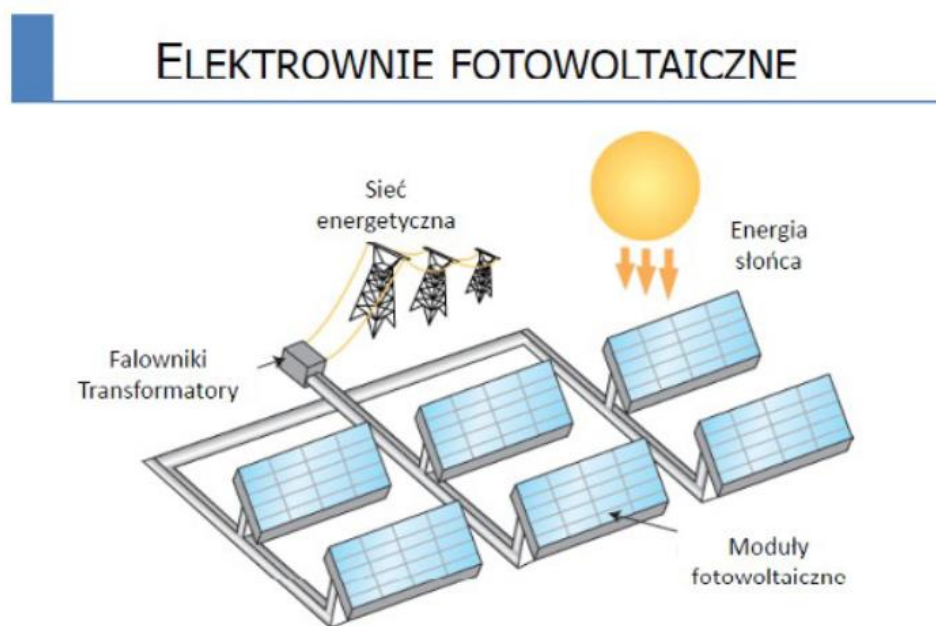 ELEKTROWNIE FOTOWOLTAICZNE
Sieć
energetyczna
Energia
słońca
Falowniki
Transformatory
Moduły
fotowoltaiczne